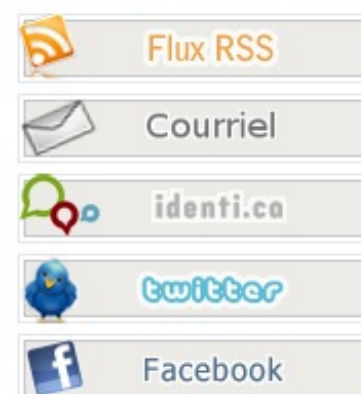 Flux RSS
Courriel
identi.ca
twitter
f Facebook